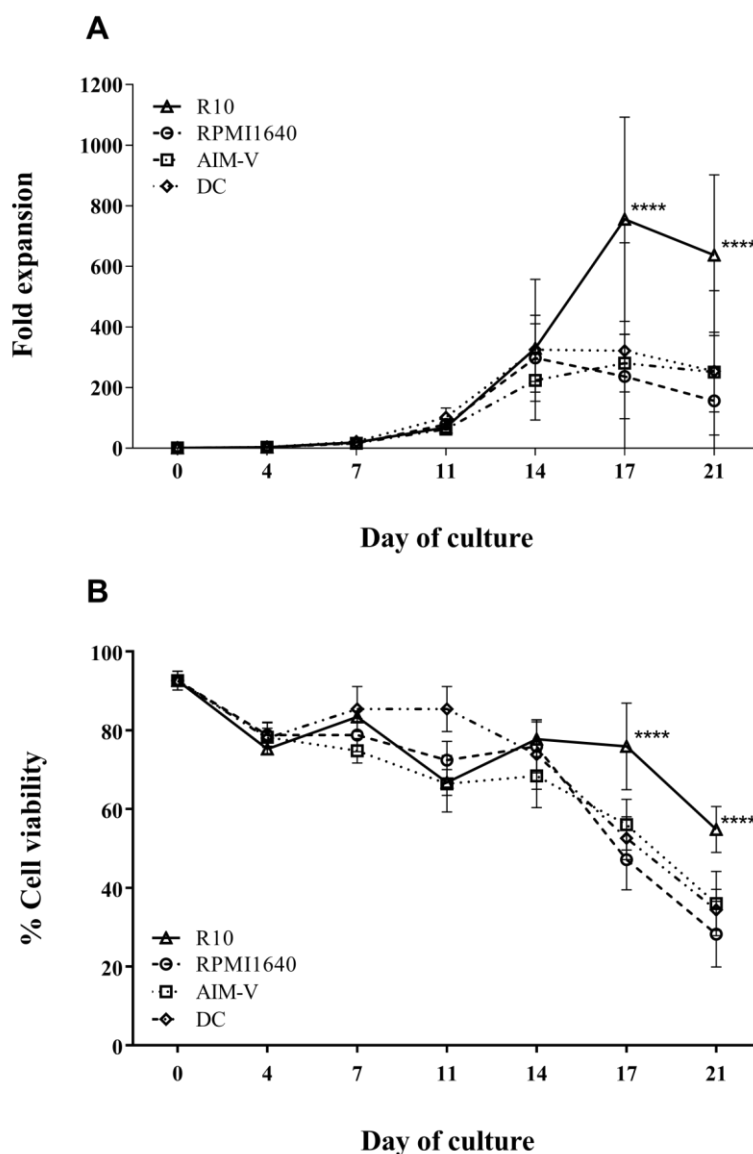 A
1200
1000
800
600
400
200
0
Fold expansion
R10
RPMI1640
AIM-V
DC
****
****
0 4 7 11 14 17 21
Day of culture
B
100
80
60
40
20
0
% Cell viability
****
****
R10
RPMI1640
AIM-V
DC
0 4 7 11 14 17 21
Day of culture